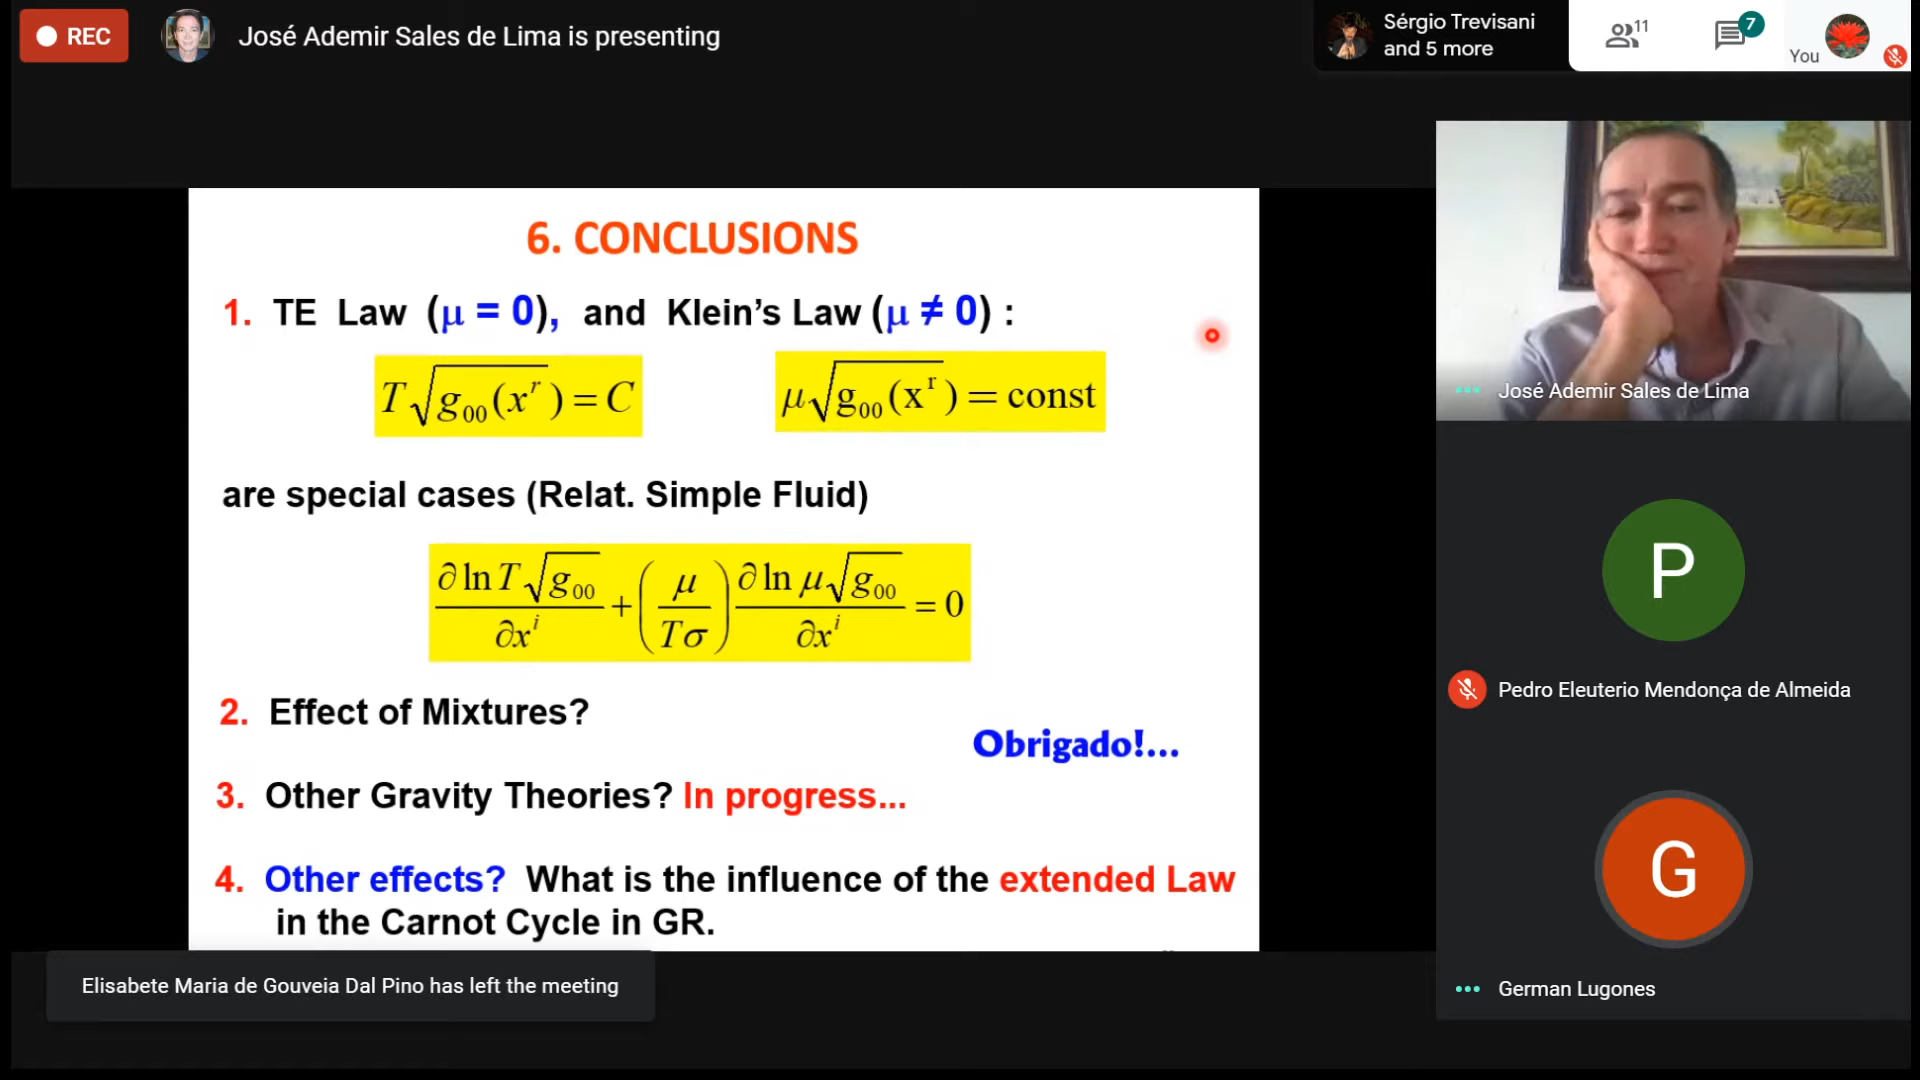 REC
José Ademir Sales de Lima is presenting
Sérgio Trevisani
and 5 more
11
7
You
6. CONCLUSIONS
1. TE Law (μ = 0), and Klein's Law (μ ≠ 0) :
T√g₀₀(xʳ) = C
μ√g₀₀(xʳ) = const
are special cases (Relat. Simple Fluid)
∂ ln T√g₀₀ / ∂xⁱ + (μ / Tσ) ∂ ln μ√g₀₀ / ∂xⁱ = 0
2. Effect of Mixtures?
Obrigado!...
3. Other Gravity Theories? In progress...
4. Other effects? What is the influence of the extended Law
in the Carnot Cycle in GR.
José Ademir Sales de Lima
P
Pedro Eleuterio Mendonça de Almeida
G
German Lugones
Elisabete Maria de Gouveia Dal Pino has left the meeting